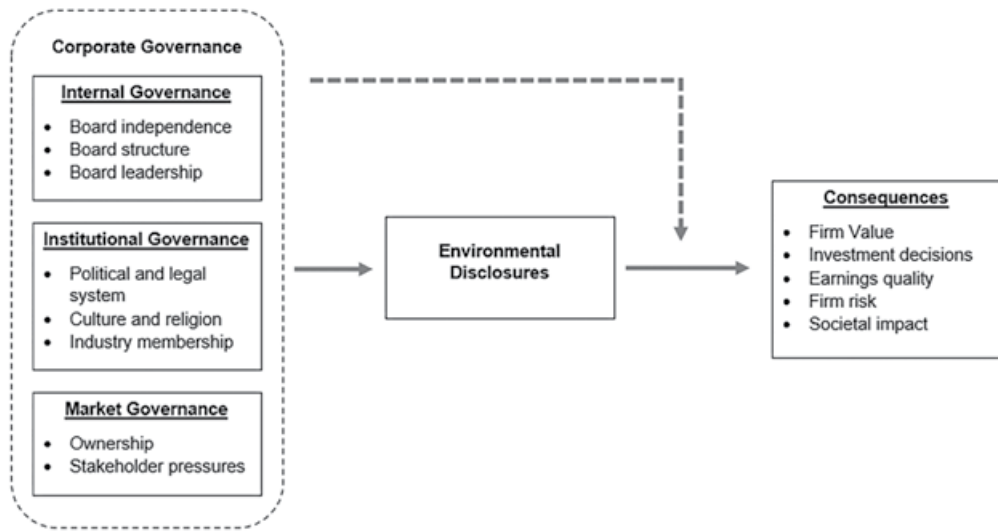 Corporate Governance
Internal Governance
• Board independence
• Board structure
• Board leadership
Institutional Governance
• Political and legal
system
• Culture and religion
• Industry membership
Market Governance
• Ownership
• Stakeholder pressures
Environmental
Disclosures
Consequences
• Firm Value
• Investment decisions
• Earnings quality
• Firm risk
• Societal impact